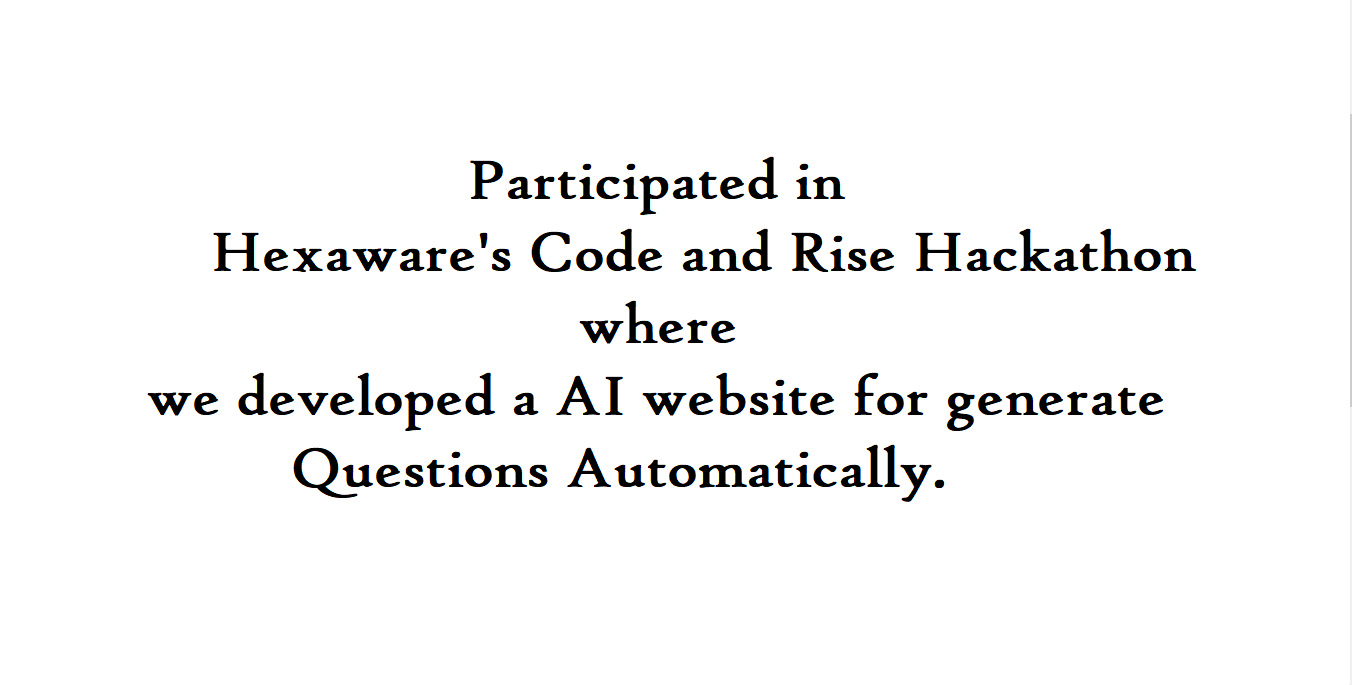 Participated in
Hexaware's Code and Rise Hackathon
where
we developed a AI website for generate
Questions Automatically.